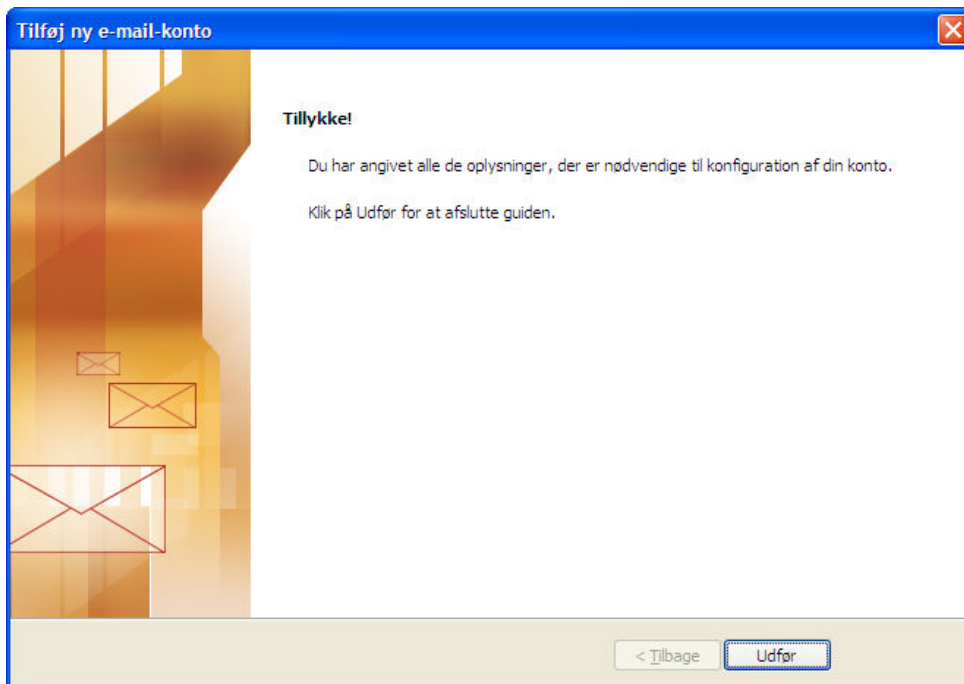 Tilføj ny e-mail-konto
Tillykke!
Du har angivet alle de oplysninger, der er nødvendige til konfiguration af din konto.
Klik på Udfør for at afslutte guiden.
< Tilbage
Udfør